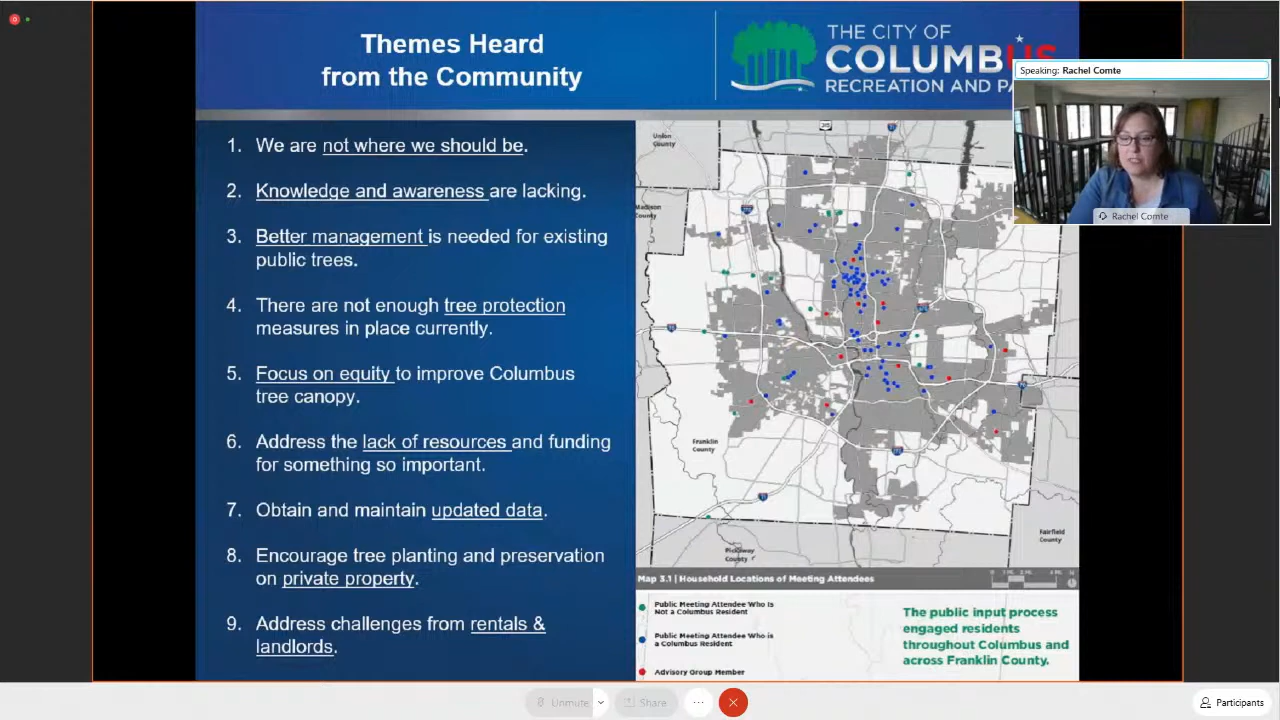 Themes Heard
from the Community
THE CITY OF
COLUMBUS
RECREATION AND PA
Speaking: Rachel Comte
Rachel Comte
1. We are not where we should be.
2. Knowledge and awareness are lacking.
3. Better management is needed for existing
public trees.
4. There are not enough tree protection
measures in place currently.
5. Focus on equity to improve Columbus
tree canopy.
6. Address the lack of resources and funding
for something so important.
7. Obtain and maintain updated data.
8. Encourage tree planting and preservation
on private property.
9. Address challenges from rentals &
landlords.
Union
County
Madison
County
Franklin
County
Pickaway
County
Fairfield
County
Map 3.1 | Household Locations of Meeting Attendees
Public Meeting Attendee Who Is
Not a Columbus Resident
Public Meeting Attendee Who is
a Columbus Resident
Advisory Group Member
The public input process
engaged residents
throughout Columbus and
across Franklin County.
Unmute
Share
Participants